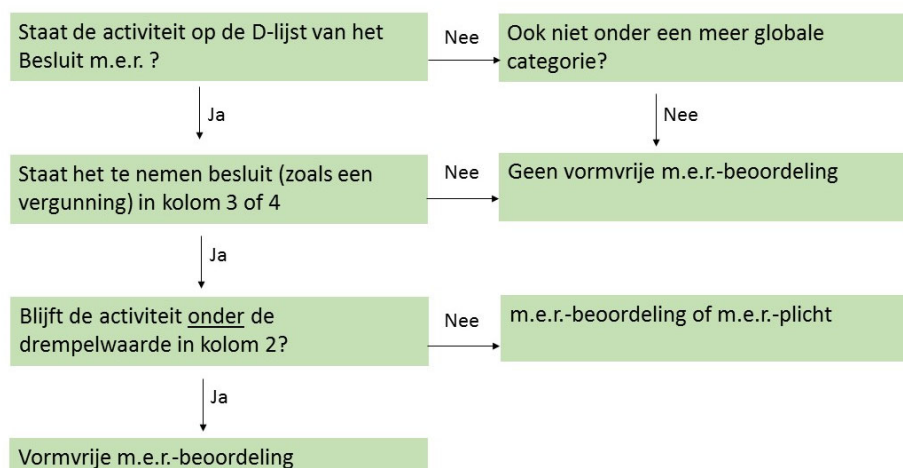 Staat de activiteit op de D-lijst van het
Besluit m.e.r. ?
Nee
Ook niet onder een meer globale
categorie?
Ja
Nee
Staat het te nemen besluit (zoals een
vergunning) in kolom 3 of 4
Nee
Geen vormvrije m.e.r.-beoordeling
Ja
Blijft de activiteit onder de
drempelwaarde in kolom 2?
Nee
m.e.r.-beoordeling of m.e.r.-plicht
Ja
Vormvrije m.e.r.-beoordeling